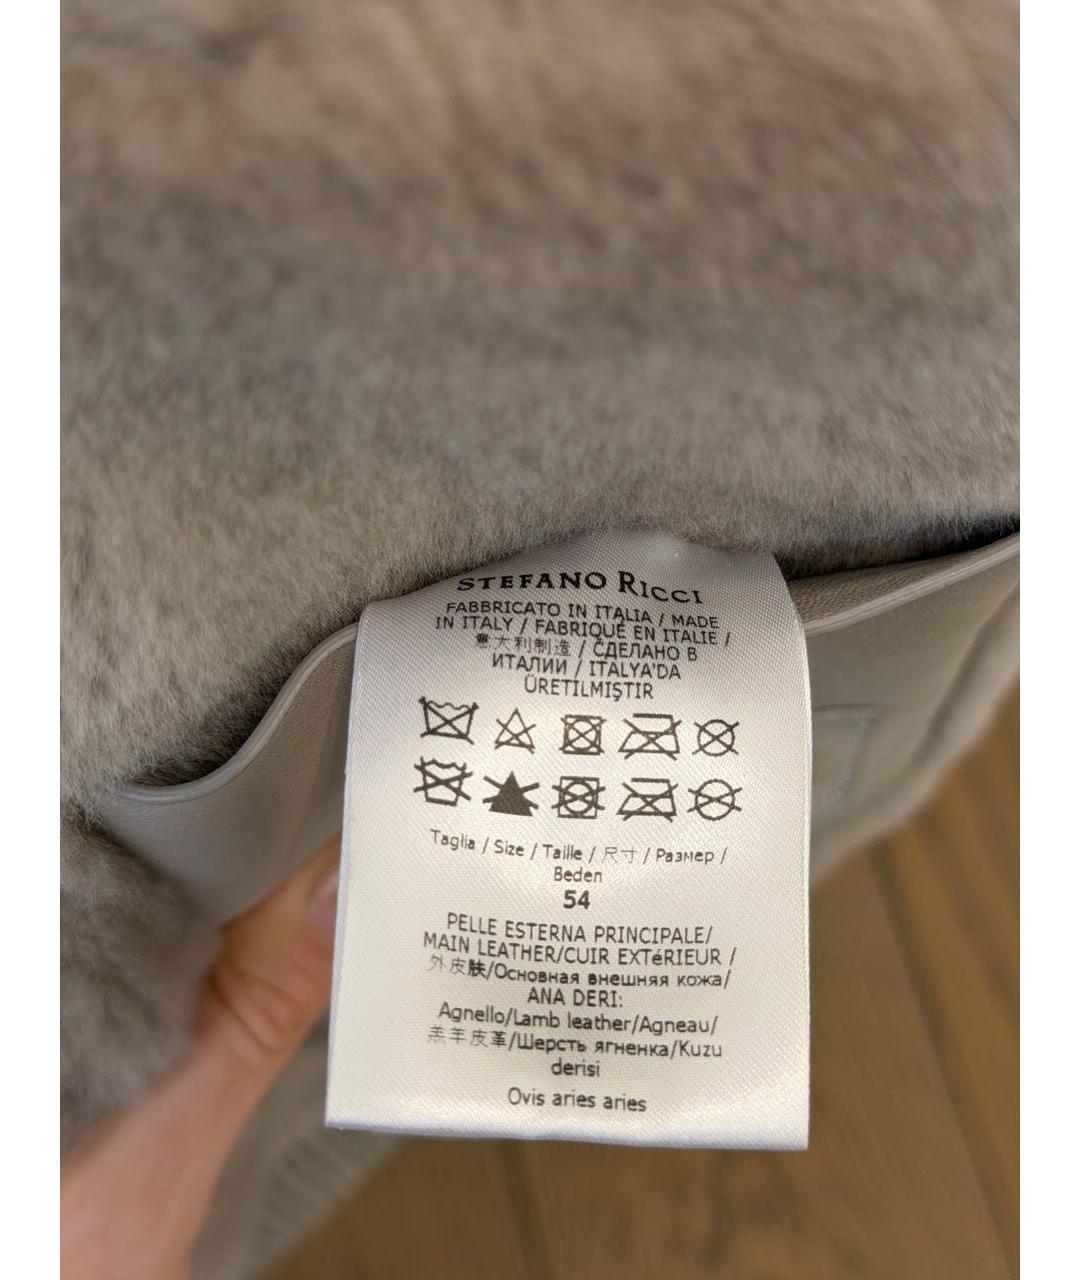 STEFANO RICCI
FABBRICATO IN ITALIA / MADE
IN ITALY / FABRIQUÉ EN ITALIE /
意大利制造 / СДЕЛАНО В
ИТАЛИИ / ITALYA'DA
ÜRETILMIŞTIR
Taglia / Size / Taille / 尺寸 / Размер /
Beden
54
PELLE ESTERNA PRINCIPALE/
MAIN LEATHER/CUIR EXTéRIEUR /
外皮肤/Основная внешняя кожа/
ANA DERI:
Agnello/Lamb leather/Agneau/
羔羊皮革/Шерсть ягненка/Kuzu
derisi
Ovis aries aries